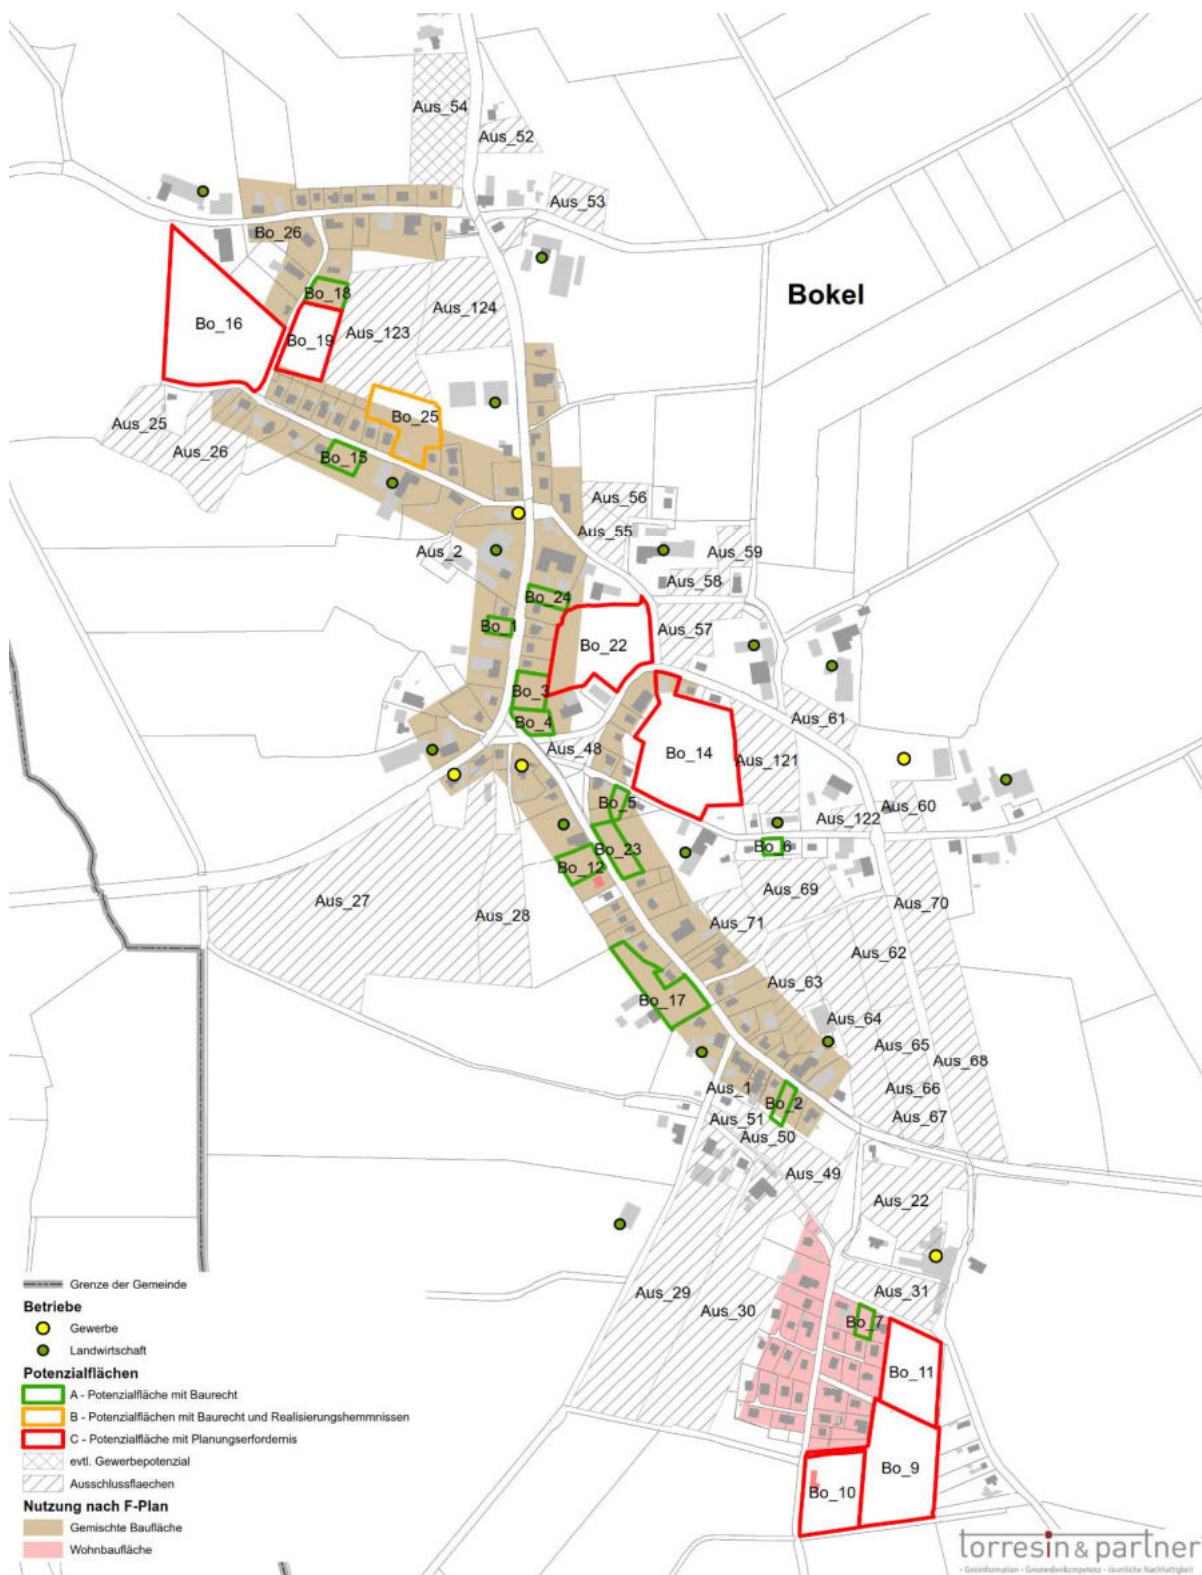 Aus_54
Aus_52
Aus_53
Bo_26
Bokel
Bo_18
Aus_124
Bo_16
Bo_19
Aus_123
Bo_25
Aus_25
Aus_26
Bo_15
Aus_56
Aus_55
Aus_2
Aus_59
Aus_58
Bo_24
Bo_1
Aus_57
Bo_22
Bo_3
Bo_4
Aus_61
Aus_48
Bo_14
Aus_121
Bo_5
Aus_60
Aus_122
Bo_6
Bo_23
Bo_12
Aus_69
Aus_27
Aus_70
Aus_28
Aus_71
Aus_62
Aus_63
Bo_17
Aus_64
Aus_65
Aus_68
Aus_1
Aus_66
Bo_2
Aus_51
Aus_67
Aus_50
Aus_49
Aus_22
Grenze der Gemeinde
Aus_29
Aus_31
Betriebe
Aus_30
Bo_7
Gewerbe
Landwirtschaft
Bo_11
Potenzialflächen
A - Potenzialfläche mit Baurecht
B - Potenzialflächen mit Baurecht und Realisierungshemmnissen
C - Potenzialfläche mit Planungserfordernis
evtl. Gewerbepotenzial
Bo_9
Ausschlussflaechen
Bo_10
Nutzung nach F-Plan
Gemischte Baufläche
Wohnbaufläche
torresin & partner
- Geoinformation - Geomedienkompetenz - räumliche Nachhaltigkeit